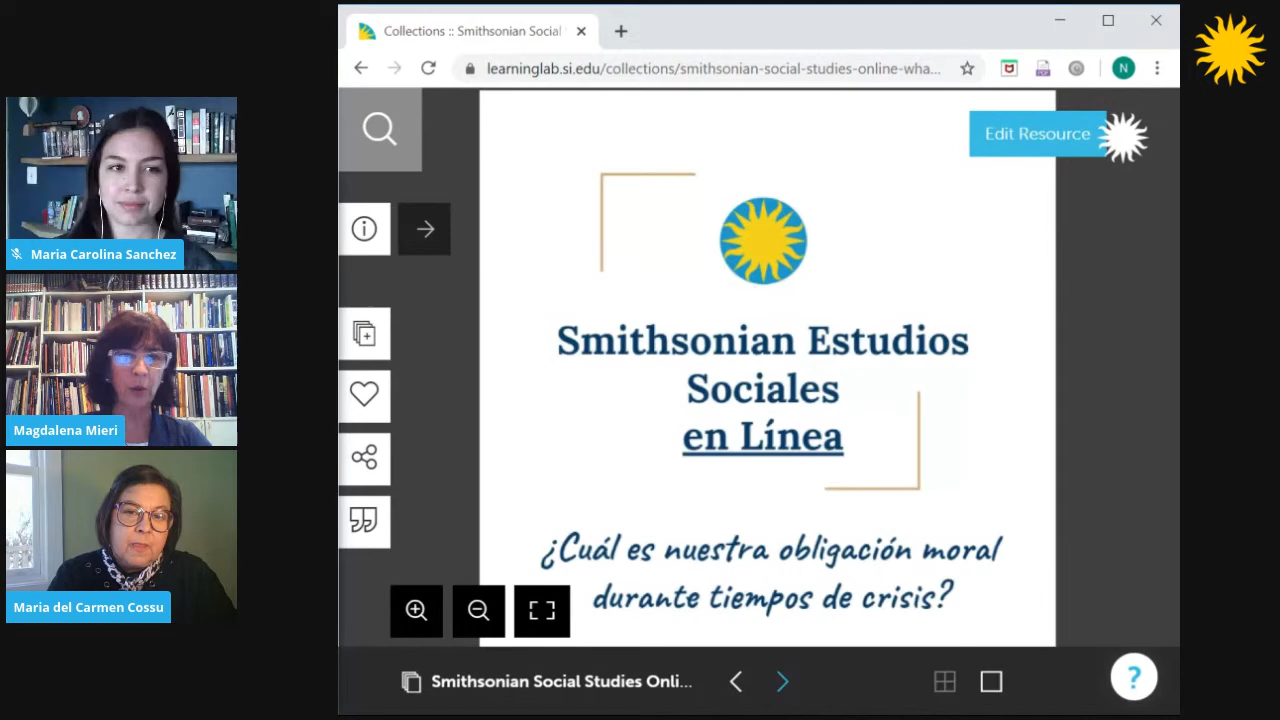 Maria Carolina Sanchez
Magdalena Mieri
Maria del Carmen Cossu
Collections :: Smithsonian Social
learninglab.si.edu/collections/smithsonian-social-studies-online-wha...
N
Edit Resource
Smithsonian Estudios
Sociales
en Línea
¿Cuál es nuestra obligación moral
durante tiempos de crisis?
Smithsonian Social Studies Onli...
?